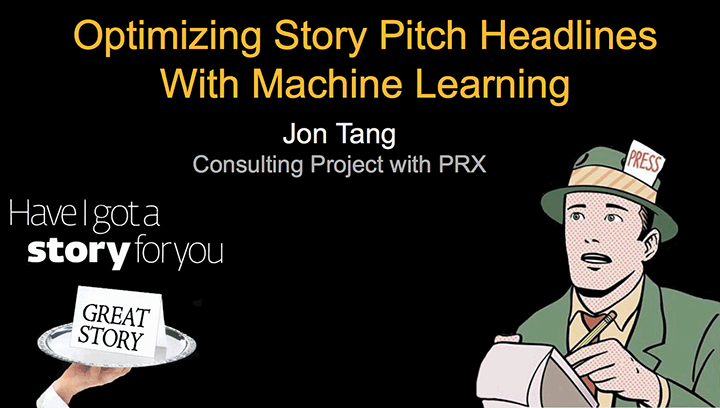 Optimizing Story Pitch Headlines
With Machine Learning
Jon Tang
Consulting Project with PRX
PRESS
Have I got a
story for you
GREAT
STORY